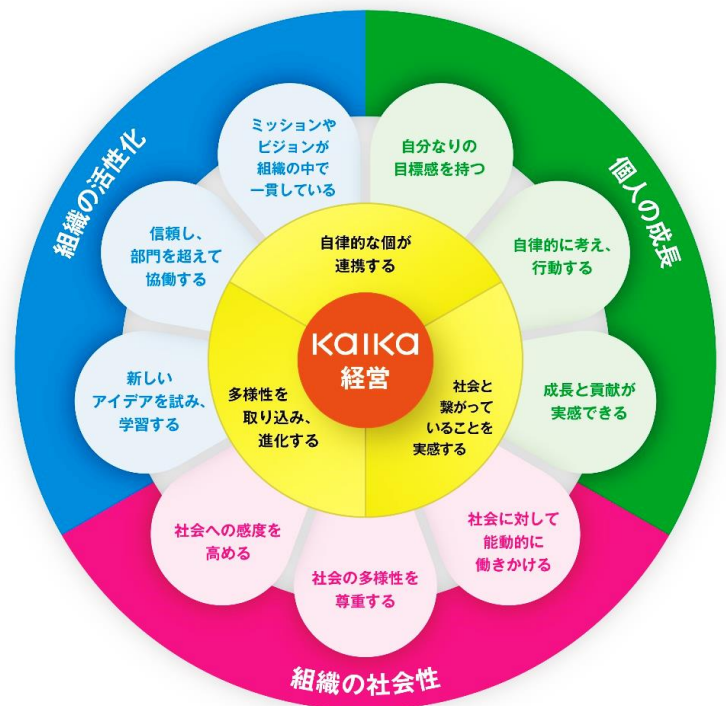 組織の活性化
個人の成長
組織の社会性
ミッションや
ビジョンが
組織の中で
一貫している
信頼し、
部門を超えて
協働する
新しい
アイデアを試み、
学習する
自分なりの
目標感を持つ
自律的に考え、
行動する
成長と貢献が
実感できる
社会に対して
能動的に
働きかける
社会の多様性を
尊重する
社会への感度を
高める
自律的な個が
連携する
多様性を
取り込み、
進化する
社会と
繋がって
いることを
実感する
KAIKA
経営